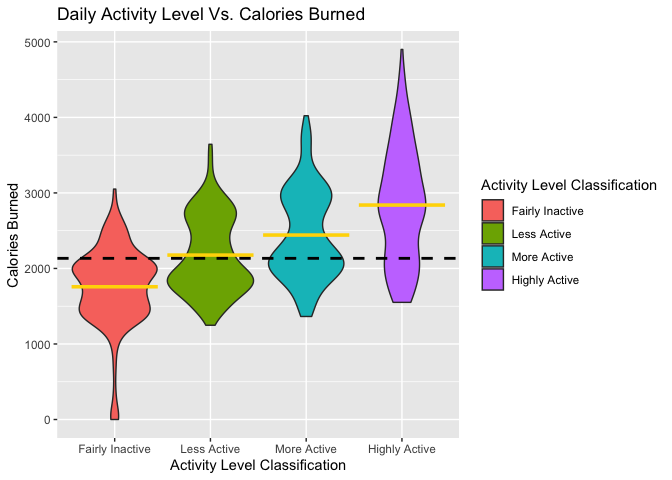 Daily Activity Level Vs. Calories Burned
Calories Burned
5000
4000
3000
2000
1000
0
Fairly Inactive Less Active More Active Highly Active
Activity Level Classification
Activity Level Classification
Fairly Inactive
Less Active
More Active
Highly Active